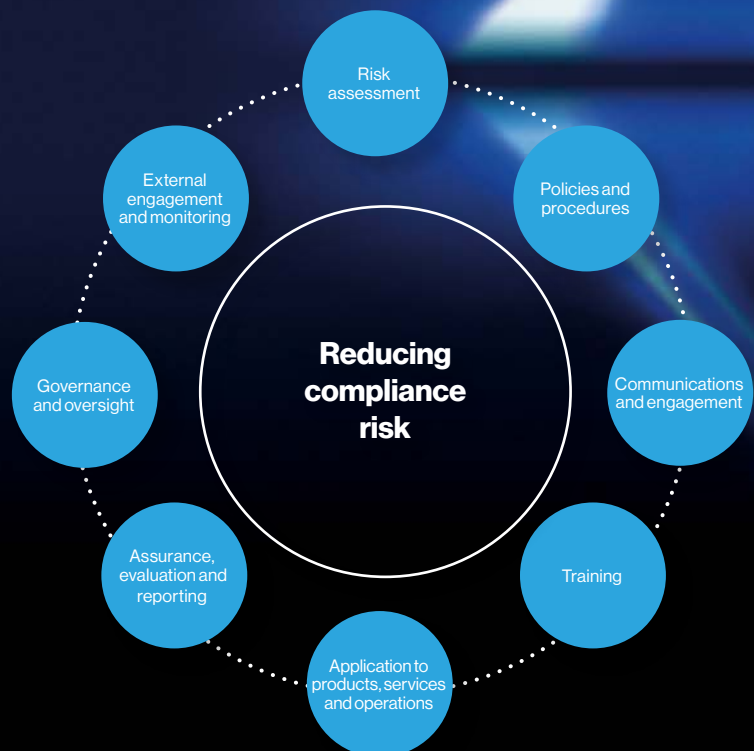 Risk
assessment
Policies and
procedures
Communications
and engagement
Training
Application to
products, services
and operations
Assurance,
evaluation and
reporting
Governance
and oversight
External
engagement
and monitoring
Reducing
compliance
risk